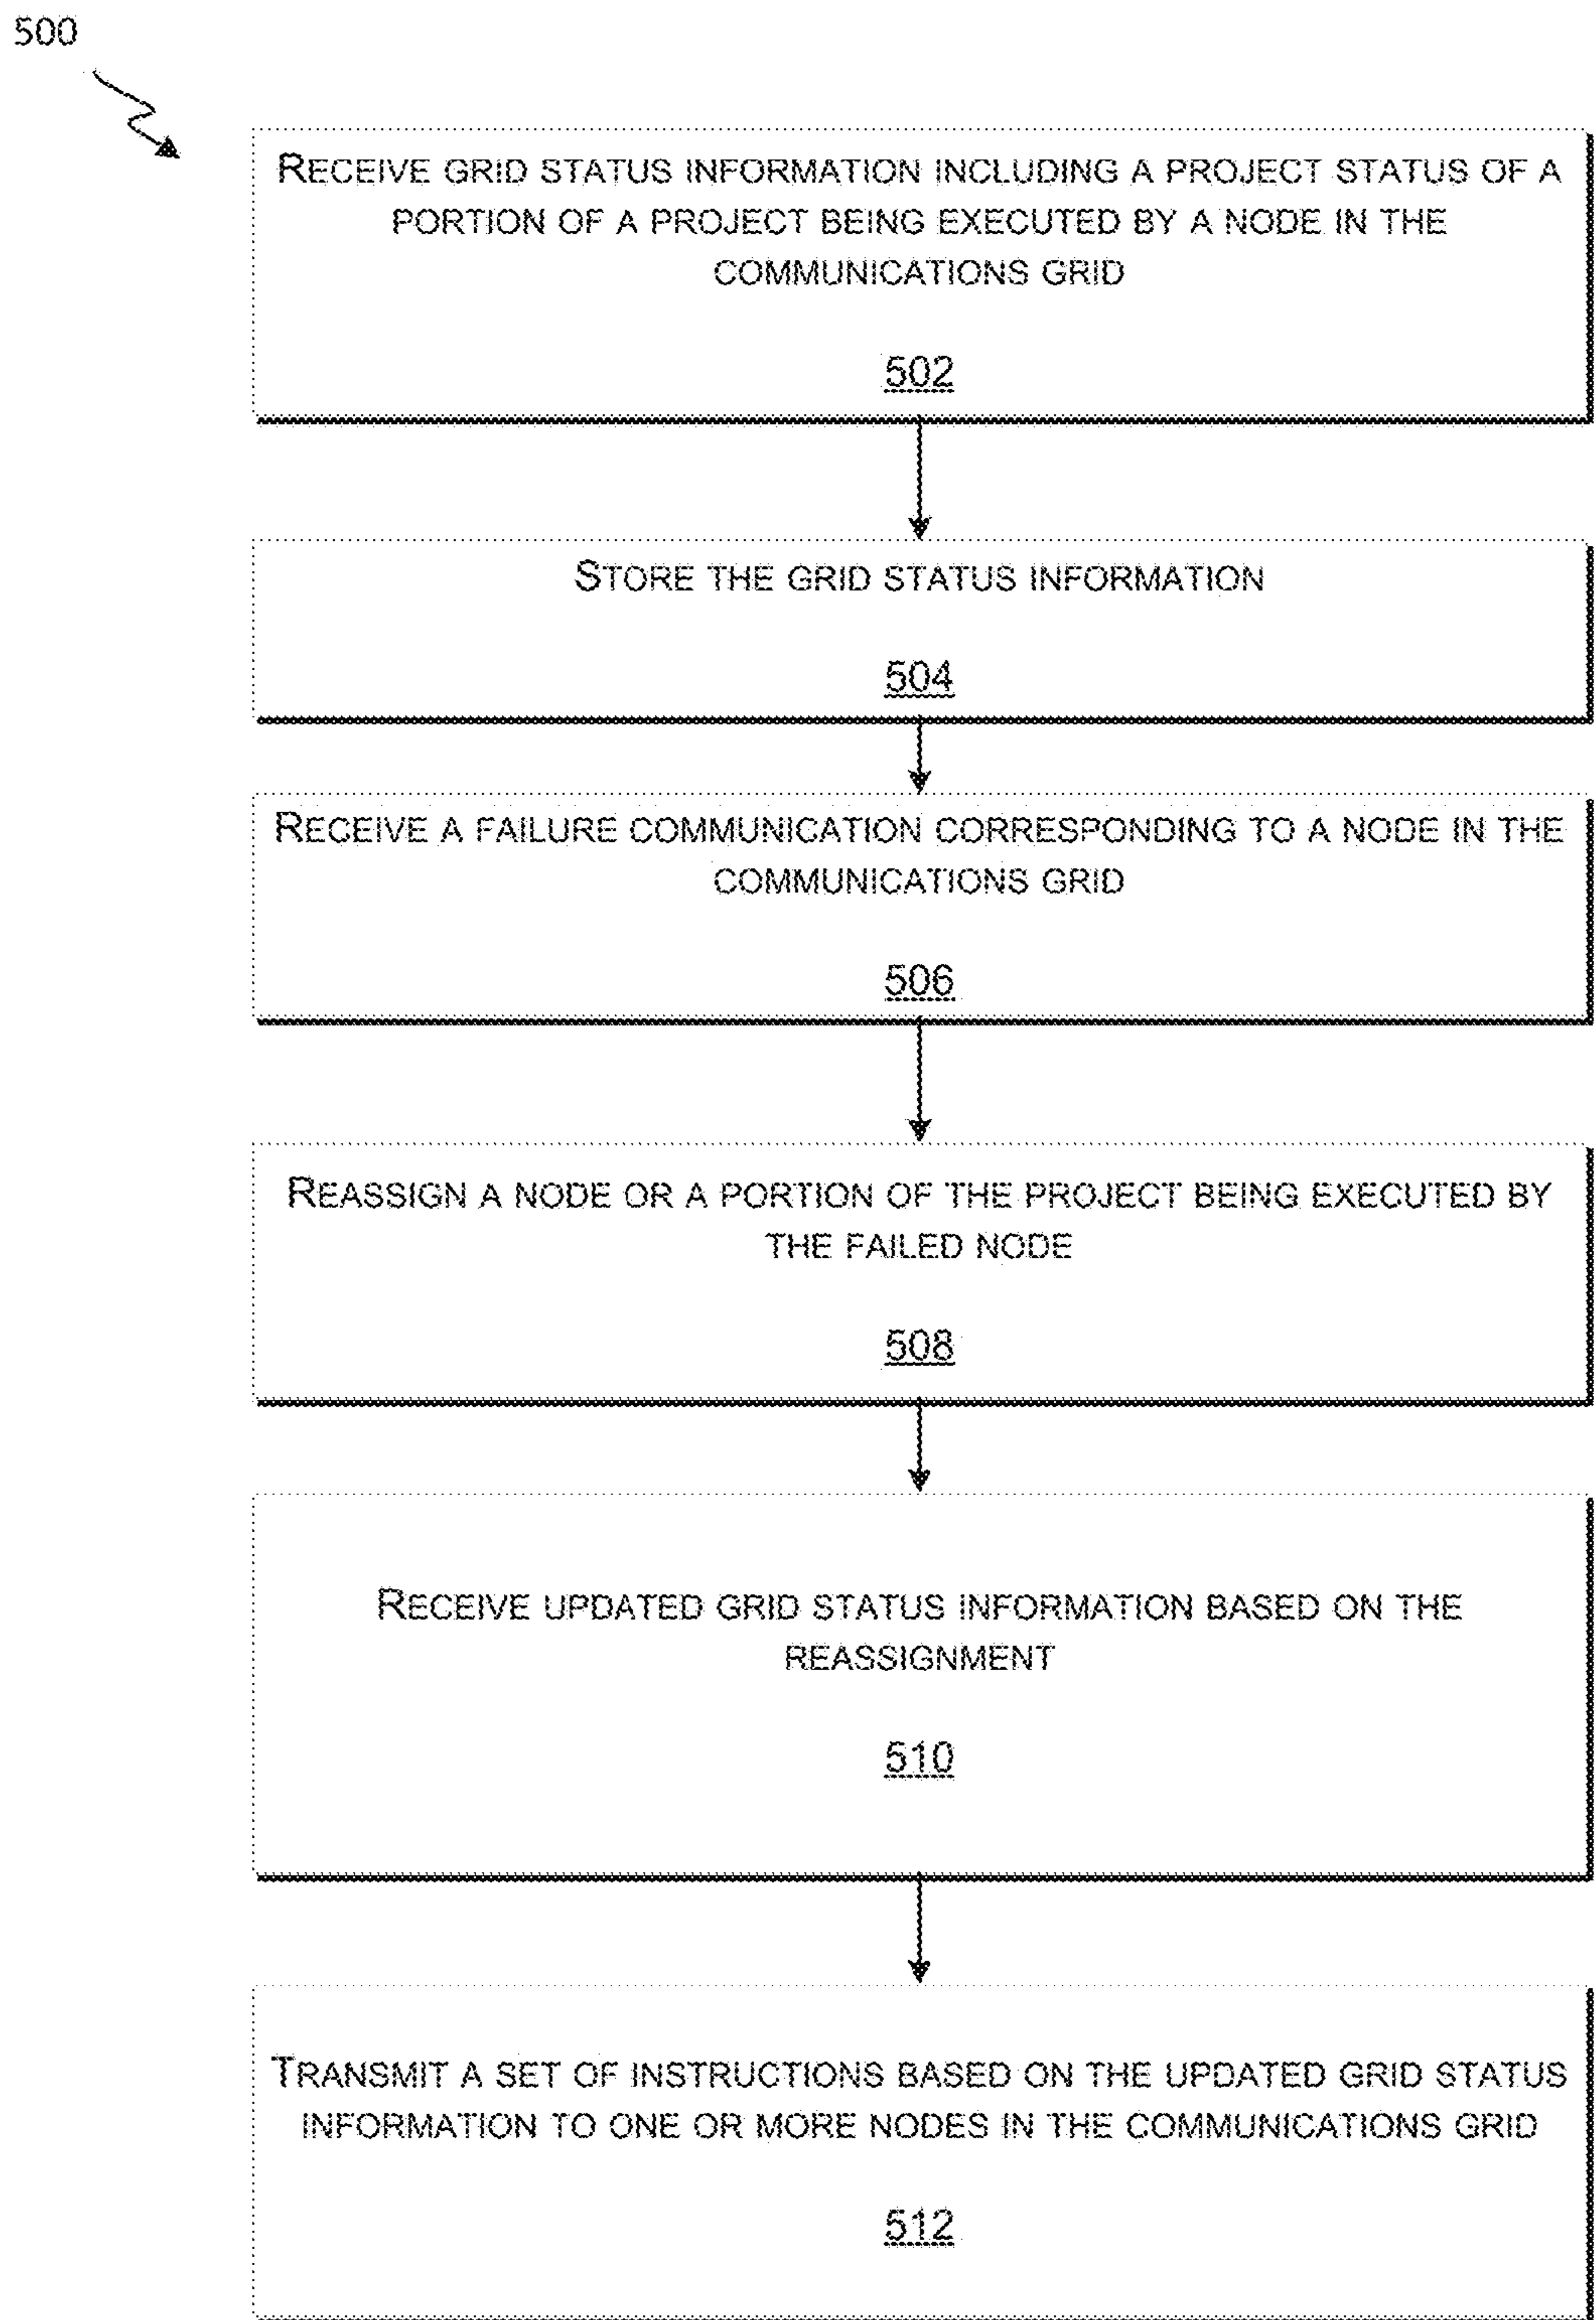 500
RECEIVE GRID STATUS INFORMATION INCLUDING A PROJECT STATUS OF A
PORTION OF A PROJECT BEING EXECUTED BY A NODE IN THE
COMMUNICATIONS GRID
502
STORE THE GRID STATUS INFORMATION
504
RECEIVE A FAILURE COMMUNICATION CORRESPONDING TO A NODE IN THE
COMMUNICATIONS GRID
506
REASSIGN A NODE OR A PORTION OF THE PROJECT BEING EXECUTED BY
THE FAILED NODE
508
RECEIVE UPDATED GRID STATUS INFORMATION BASED ON THE
REASSIGNMENT
510
TRANSMIT A SET OF INSTRUCTIONS BASED ON THE UPDATED GRID STATUS
INFORMATION TO ONE OR MORE NODES IN THE COMMUNICATIONS GRID
512